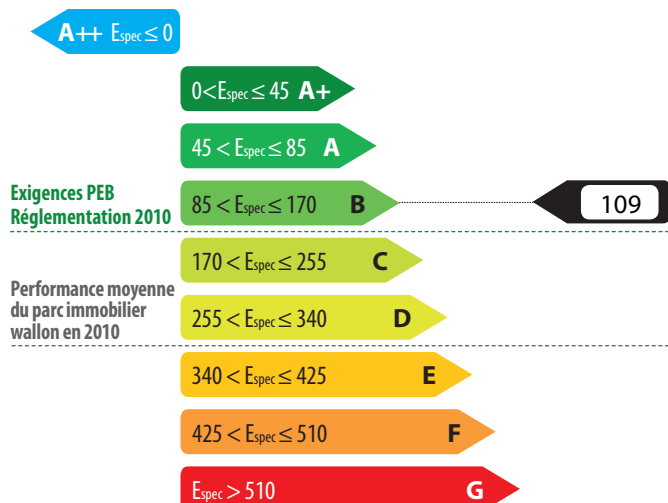 A++ Espec ≤ 0
0<Espec ≤ 45 A+
45 < Espec ≤ 85 A
Exigences PEB
Réglementation 2010
85 < Espec ≤ 170 B
109
170 < Espec ≤ 255 C
Performance moyenne
du parc immobilier
wallon en 2010
255 < Espec ≤ 340 D
340 < Espec ≤ 425 E
425 < Espec ≤ 510 F
Espec > 510 G